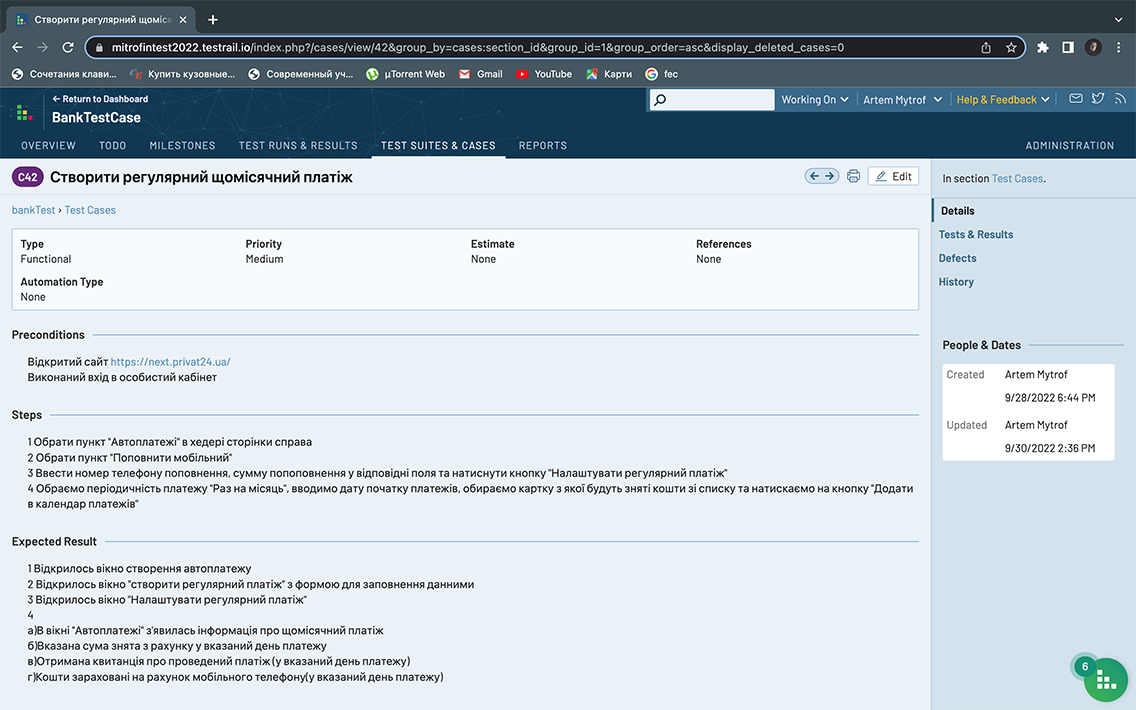 Створити регулярний щоміся
mitrofintest2022.testrail.io/index.php?/cases/view/42&group_by=cases:section_id&group_id=1&group_order=asc&display_deleted_cases=0
Сочетания клави... Купить кузовные... Современный уч... µTorrent Web Gmail YouTube Карти fec
← Return to Dashboard
BankTestCase
Working On Artem Mytrof Help & Feedback
OVERVIEW TODO MILESTONES TEST RUNS & RESULTS TEST SUITES & CASES REPORTS ADMINISTRATION
C42 Створити регулярний щомісячний платіж
Edit
In section Test Cases.
bankTest › Test Cases
Details
Tests & Results
Defects
History
Type Priority Estimate References
Functional Medium None None
Automation Type
None
People & Dates
Created Artem Mytrof
9/28/2022 6:44 PM
Updated Artem Mytrof
9/30/2022 2:36 PM
Preconditions
Відкритий сайт https://next.privat24.ua/
Виконаний вхід в особистий кабінет
Steps
1 Обрати пункт "Автоплатежі" в хедері сторінки справа
2 Обрати пункт "Поповнити мобільний"
3 Ввести номер телефону поповнення, сумму попоповнення у відповідні поля та натиснути кнопку "Налаштувати регулярний платіж"
4 Обраємо періодичність платежу "Раз на місяць", вводимо дату початку платежів, обираємо картку з якої будуть зняті кошти зі списку та натискаємо на кнопку "Додати
в календар платежів"
Expected Result
1 Відкрилось вікно створення автоплатежу
2 Відкрилось вікно "створити регулярний платіж" з формою для заповнення данними
3 Відкрилось вікно "Налаштувати регулярний платіж"
4
а)В вікні "Автоплатежі" з'явилась інформація про щомісячний платіж
б)Вказана сума знята з рахунку у вказаний день платежу
в)Отримана квитанція про проведений платіж (у вказаний день платежу)
г)Кошти зараховані на рахунок мобільного телефону(у вказаний день платежу)
6